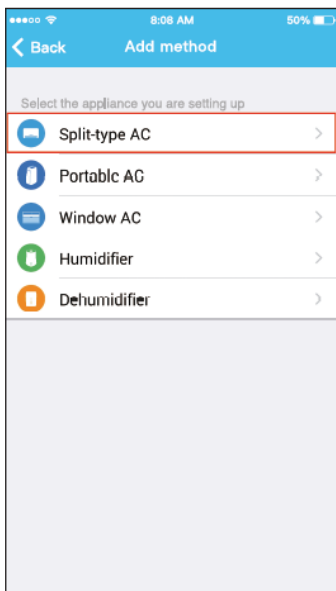 8:08 AM 50%
Back Add method
Select the appliance you are setting up
Split-type AC
Portable AC
Window AC
Humidifier
Dehumidifier